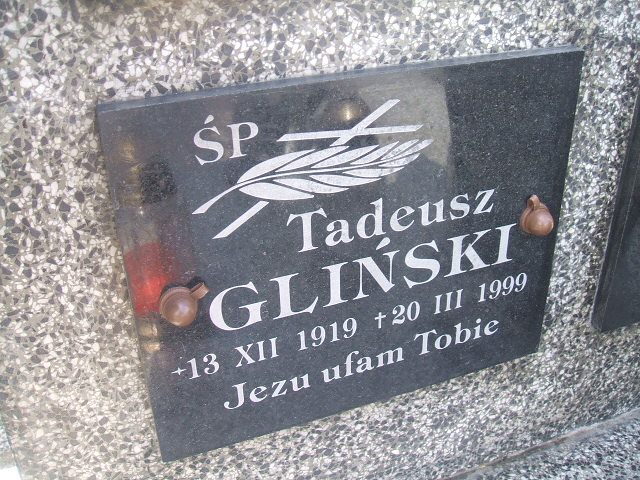 ŚP
Tadeusz
GLIŃSKI
+13 XII 1919 †20 III 1999
Jezu ufam Tobie